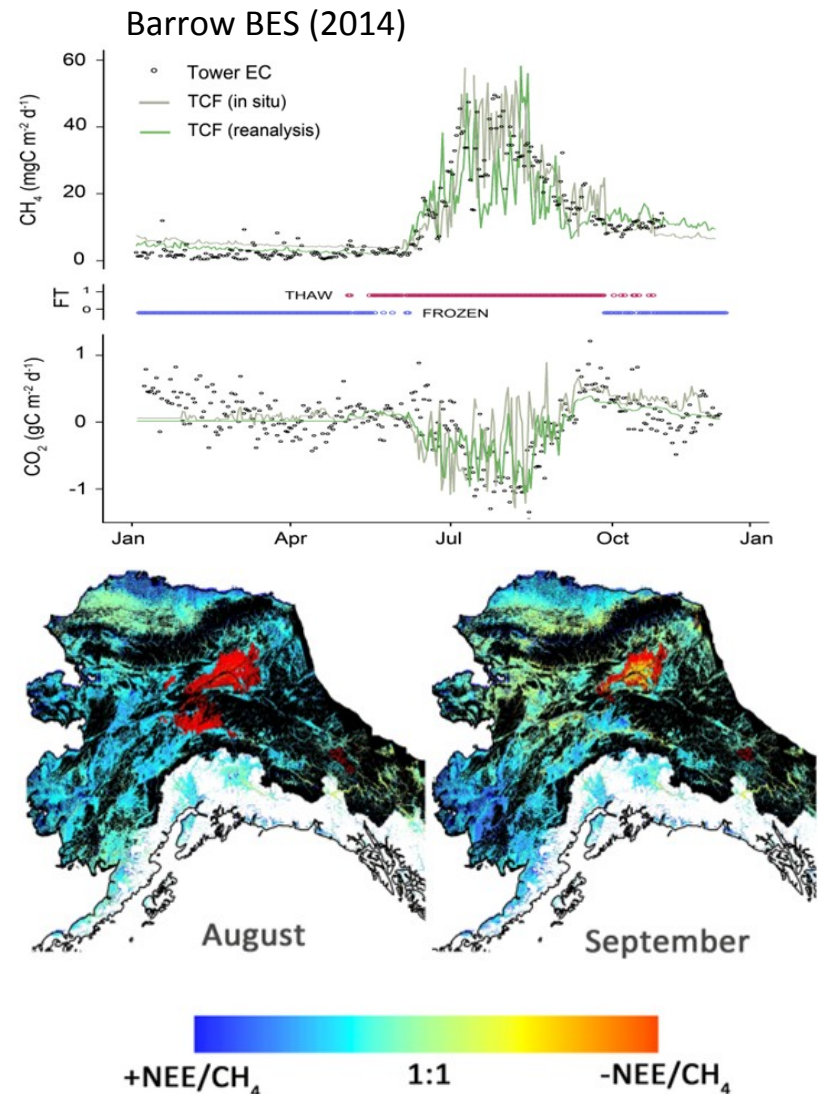 Barrow BES (2014)
60
40
20
0
CH₄ (mgC m⁻² d⁻¹)
Tower EC
TCF (in situ)
TCF (reanalysis)
FT
1
0
THAW
FROZEN
1
0
-1
CO₂ (gC m⁻² d⁻¹)
Jan Apr Jul Oct Jan
August September
+NEE/CH₄ 1:1 -NEE/CH₄